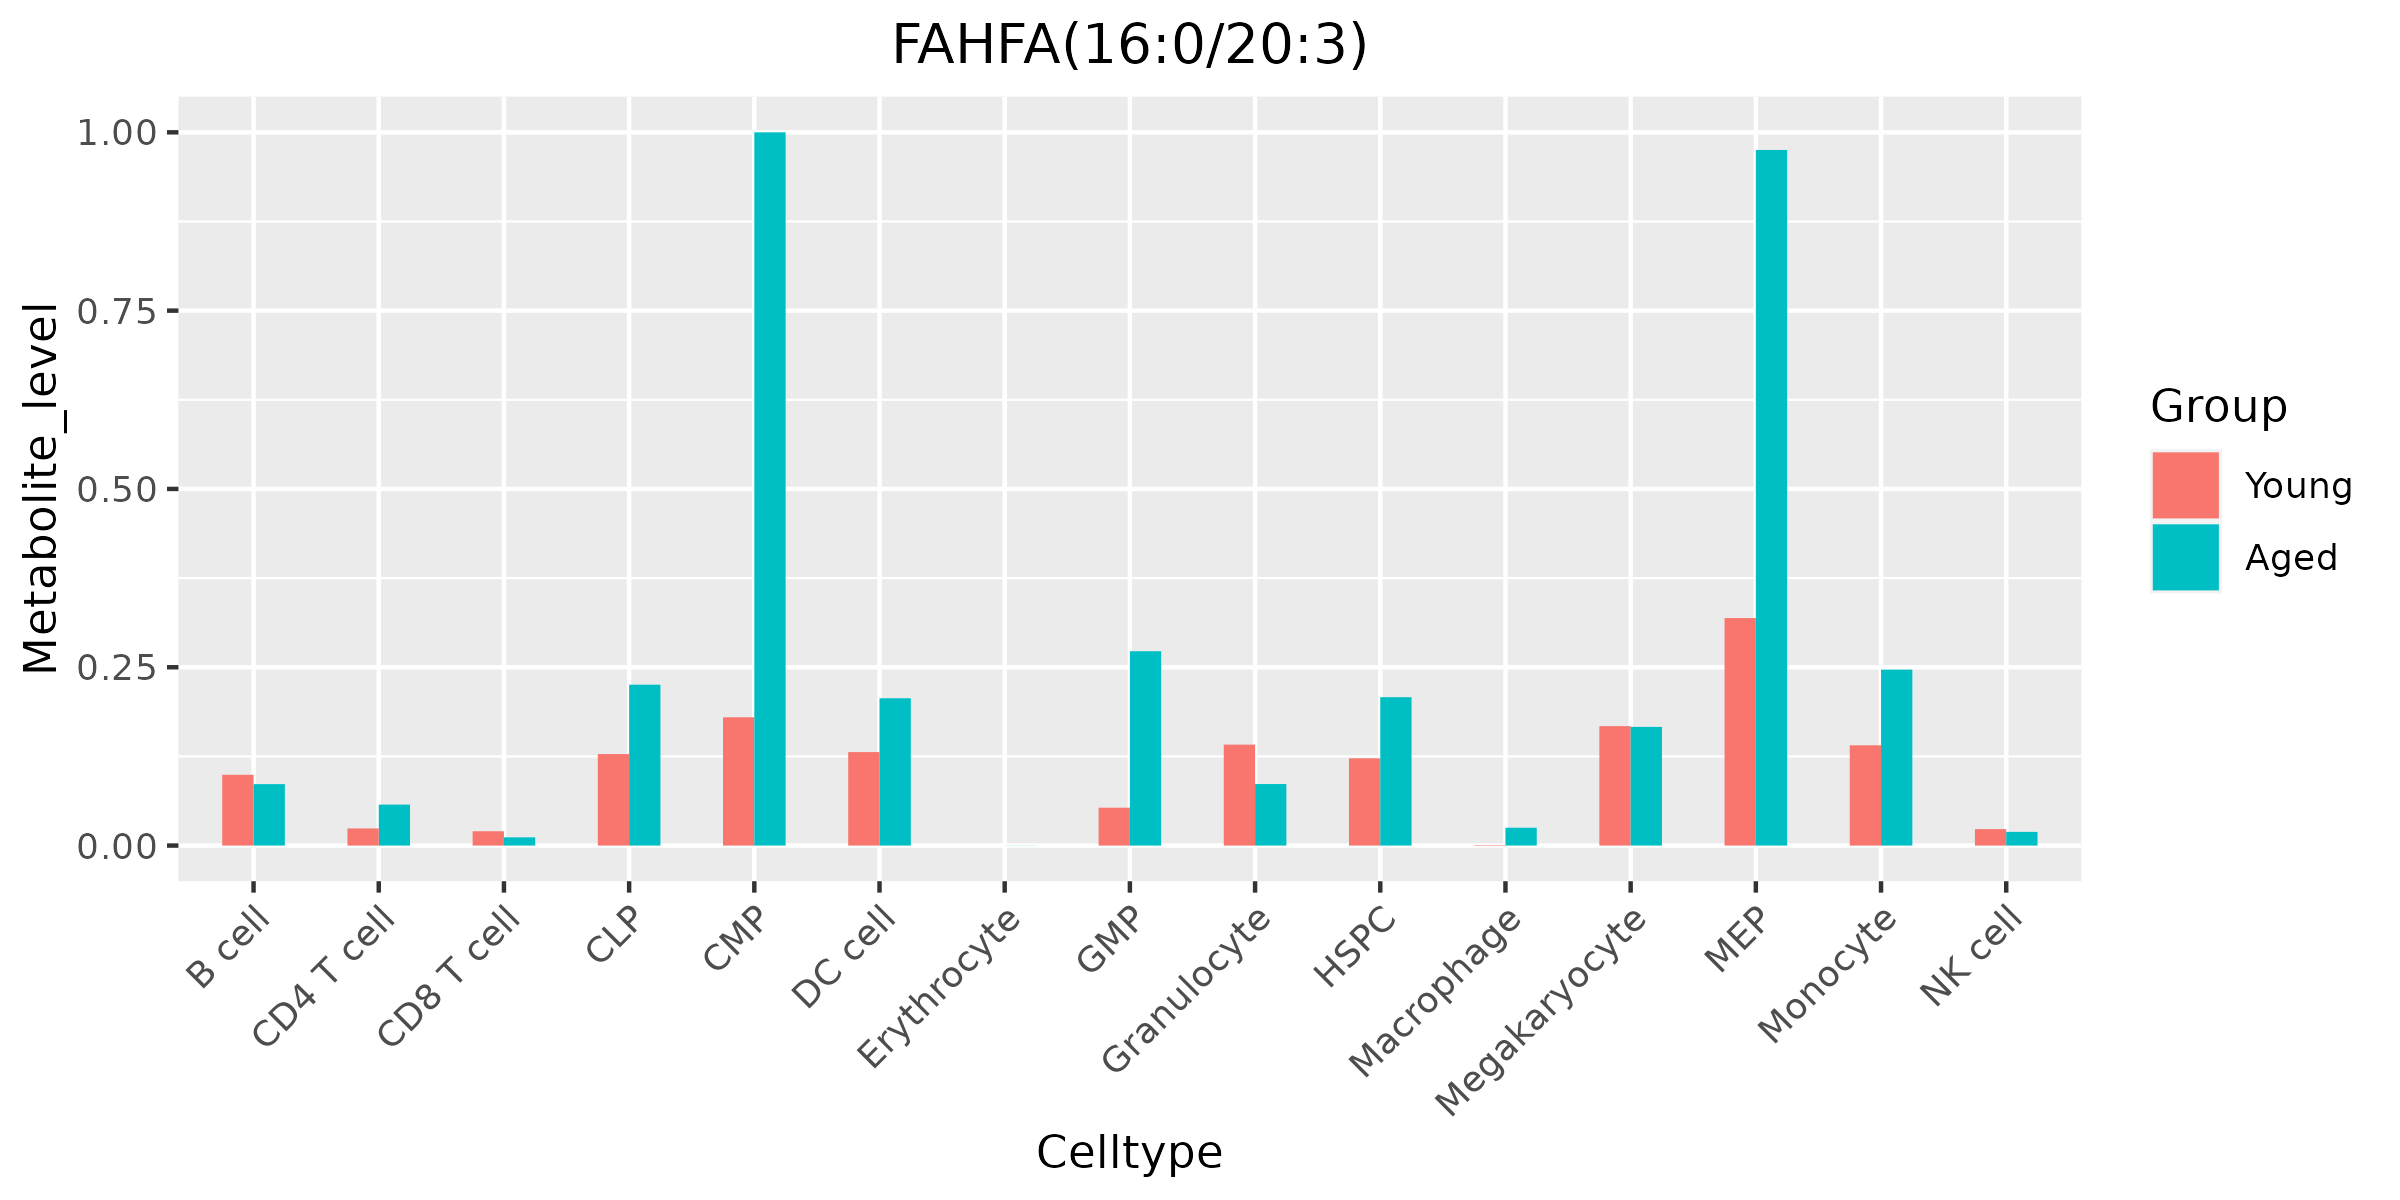 FAHFA(16:0/20:3)
Metabolite_level
1.00
0.75
0.50
0.25
0.00
B cell
CD4 T cell
CD8 T cell
CLP
CMP
DC cell
Erythrocyte
GMP
Granulocyte
HSPC
Macrophage
Megakaryocyte
MEP
Monocyte
NK cell
Celltype
Group
Young
Aged